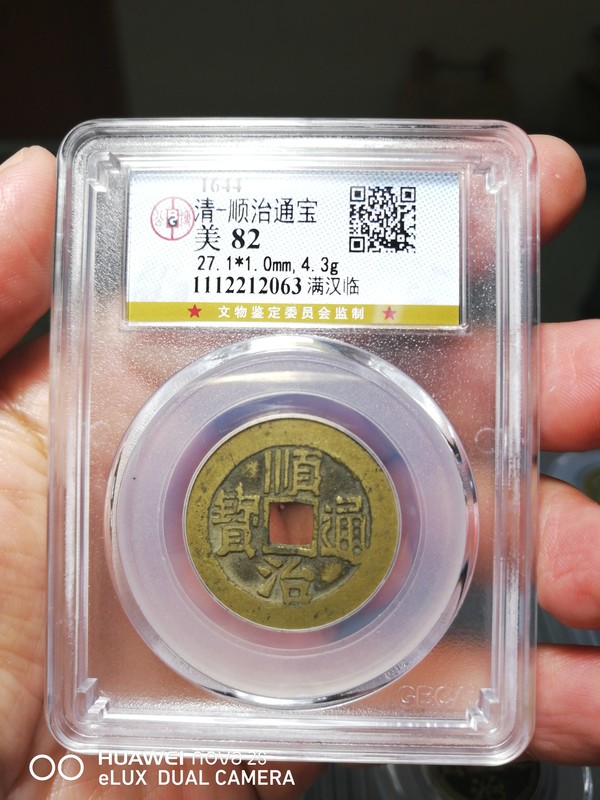 1644
清-顺治通宝
美 82
27.1*1.0mm,4.3g
1112212063 满汉临
★ 文物鉴定委员会监制 ★
順
寶 通
治
HUAWEI nova 2s
eLUX DUAL CAMERA